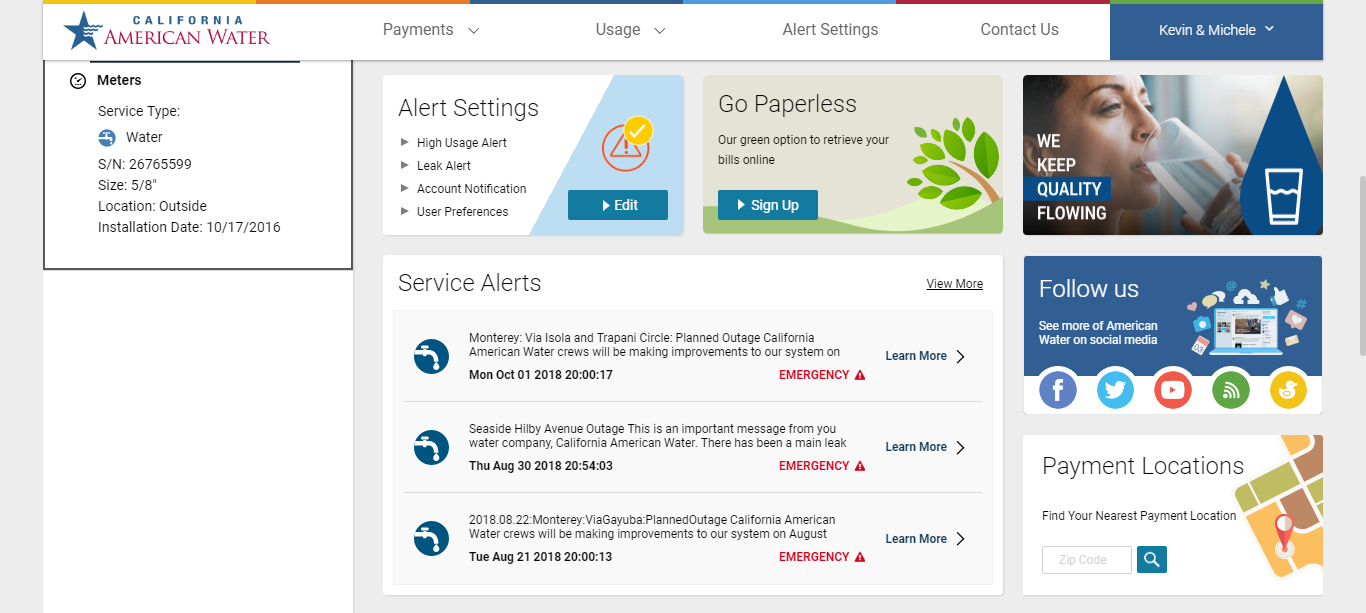 CALIFORNIA
AMERICAN WATER
Payments
Usage
Alert Settings
Contact Us
Kevin & Michele
Meters
Service Type:
Water
S/N: 26765599
Size: 5/8"
Location: Outside
Installation Date: 10/17/2016
Alert Settings
High Usage Alert
Leak Alert
Account Notification
User Preferences
Edit
Go Paperless
Our green option to retrieve your
bills online
Sign Up
WE
KEEP
QUALITY
FLOWING
Service Alerts
View More
Monterey: Via Isola and Trapani Circle: Planned Outage California
American Water crews will be making improvements to our system on
Mon Oct 01 2018 20:00:17
EMERGENCY
Learn More
Seaside Hilby Avenue Outage This is an important message from you
water company, California American Water. There has been a main leak
Thu Aug 30 2018 20:54:03
EMERGENCY
Learn More
2018.08.22:Monterey:ViaGayuba:PlannedOutage California American
Water crews will be making improvements to our system on August
Tue Aug 21 2018 20:00:13
EMERGENCY
Learn More
Follow us
See more of American
Water on social media
Payment Locations
Find Your Nearest Payment Location
Zip Code